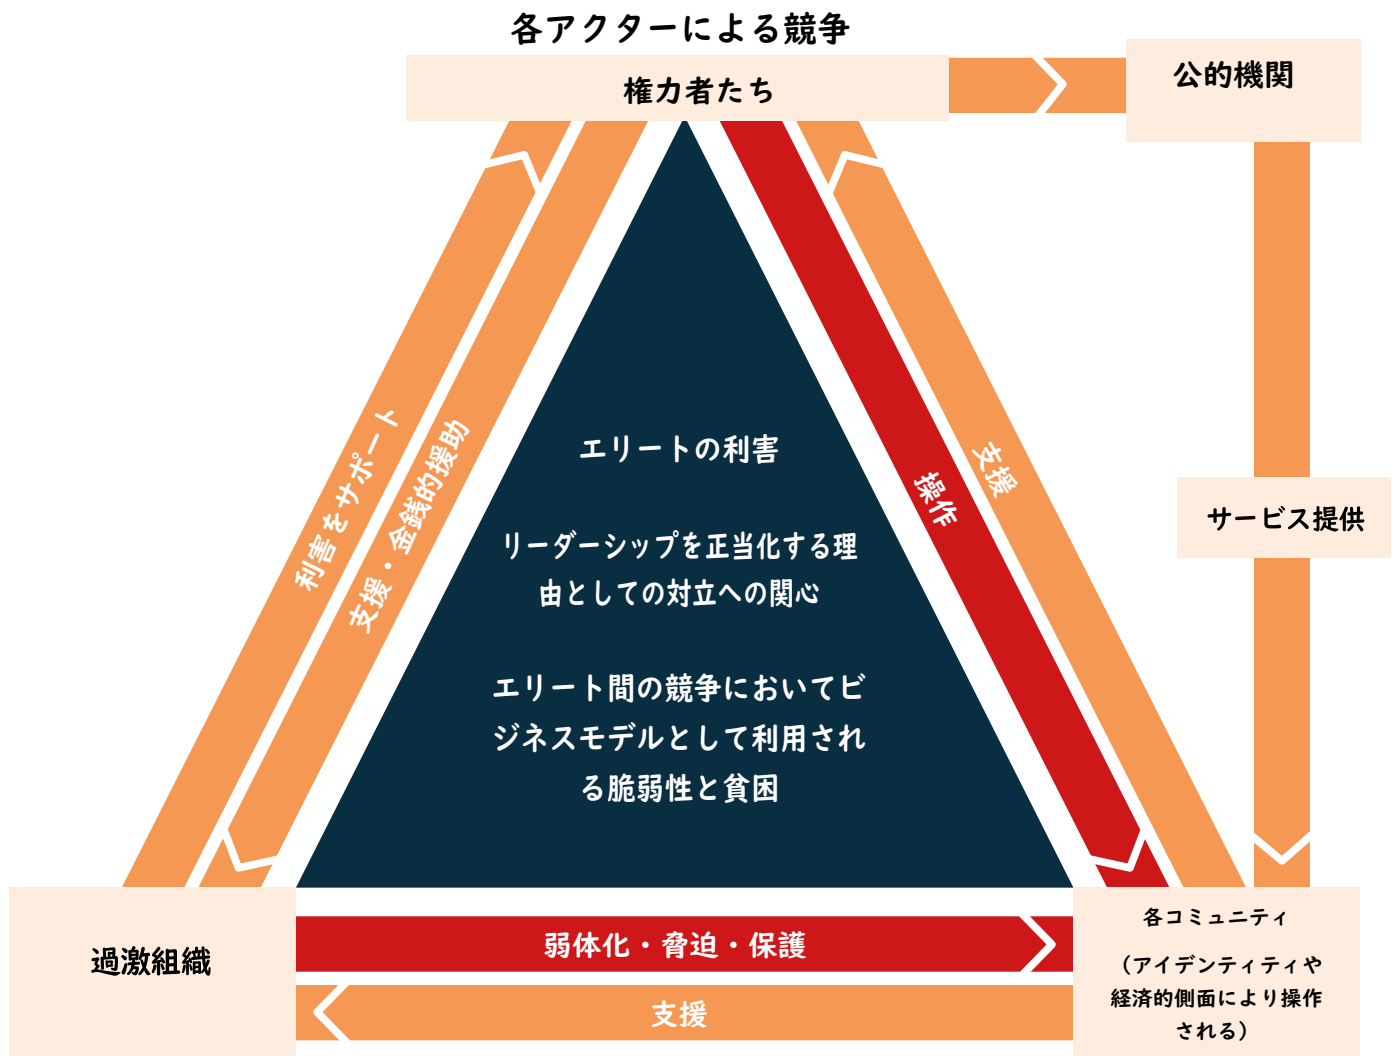 各アクターによる競争
権力者たち
公的機関
利害をサポート
支援・金銭的援助
操作
支援
エリートの利害
リーダーシップを正当化する理
由としての対立への関心
エリート間の競争においてビ
ジネスモデルとして利用され
る脆弱性と貧困
サービス提供
過激組織
弱体化・脅迫・保護
支援
各コミュニティ
（アイデンティティや
経済的側面により操作
される）